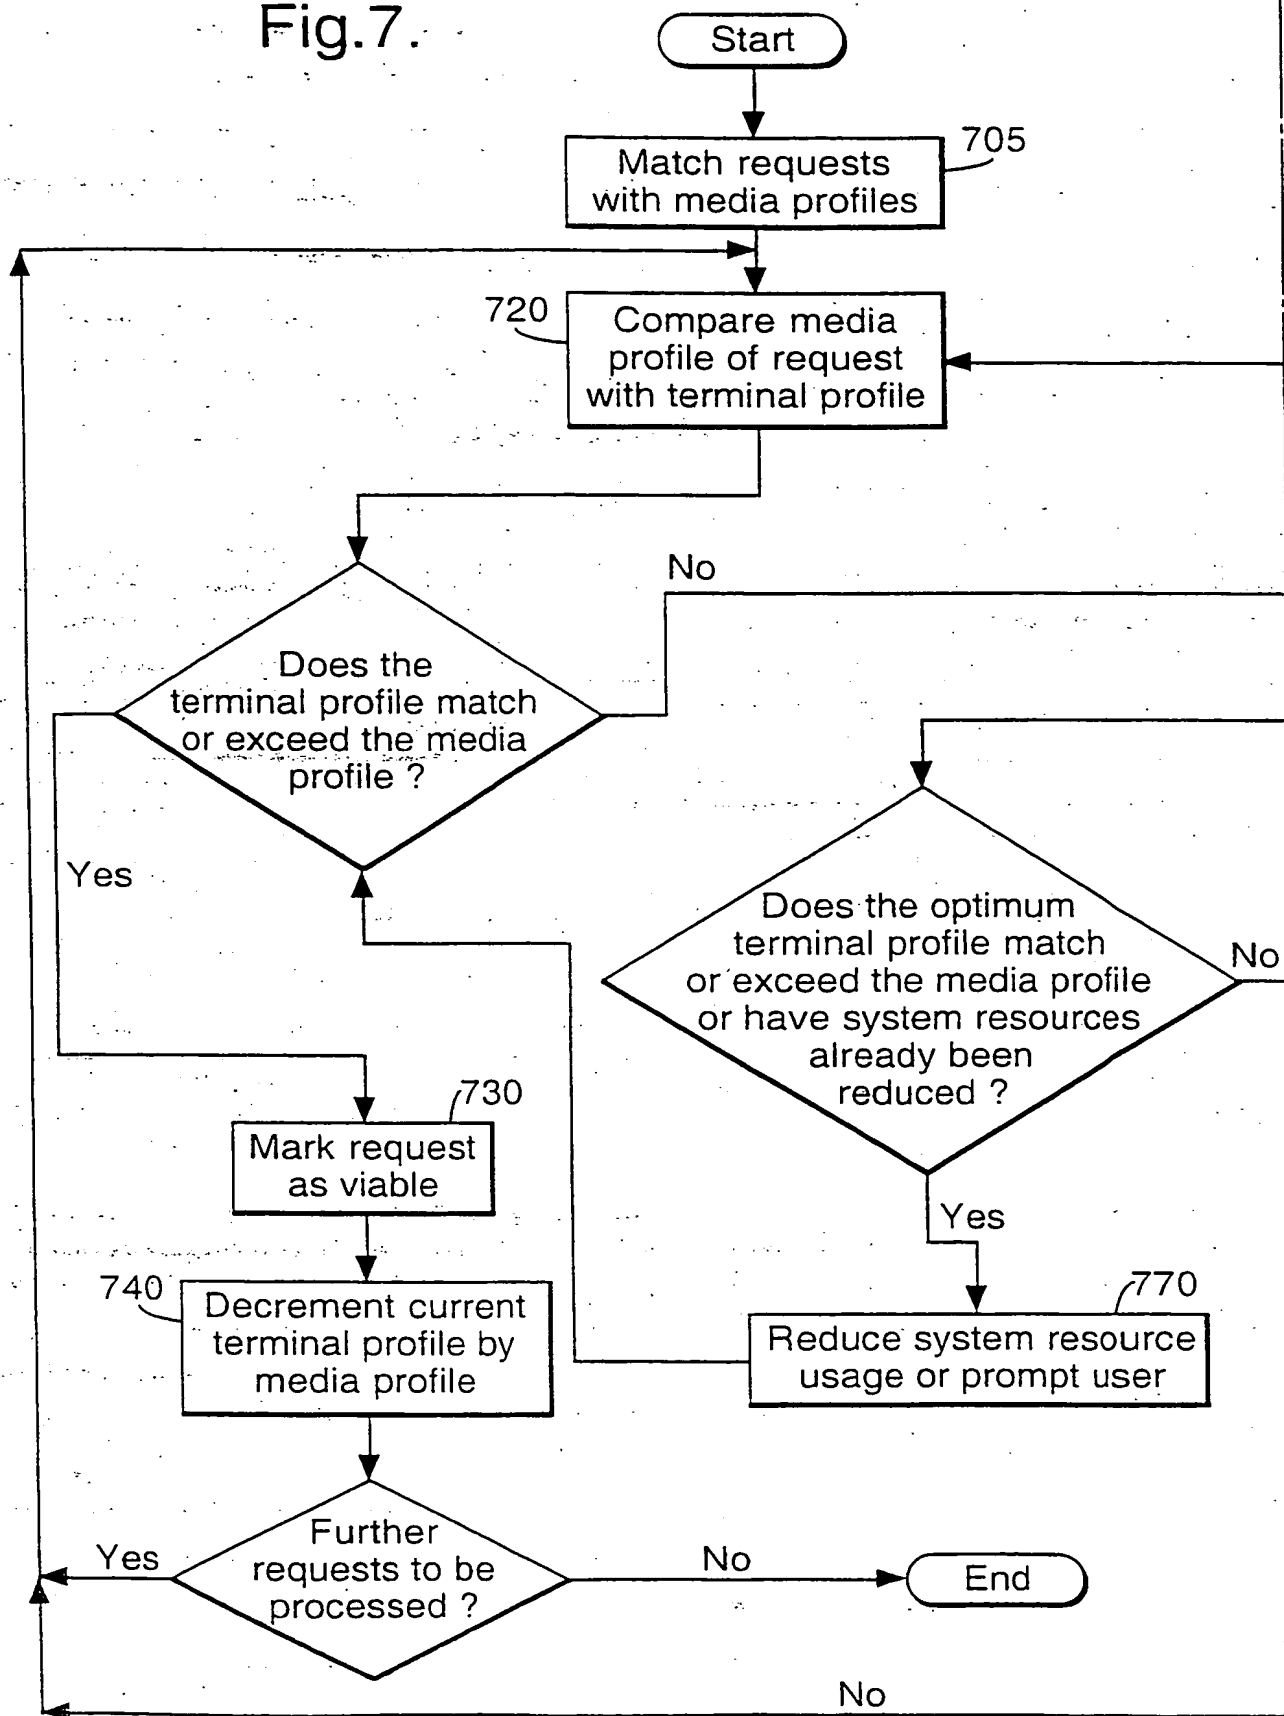 Fig.7.
Start
705
Match requests
with media profiles
720
Compare media
profile of request
with terminal profile
No
Does the
terminal profile match
or exceed the media
profile ?
Yes
Does the optimum
terminal profile match
or exceed the media profile
or have system resources
already been
reduced ?
No
730
Mark request
as viable
Yes
740
Decrement current
terminal profile by
media profile
770
Reduce system resource
usage or prompt user
Further
requests to be
processed ?
Yes
No
End
No